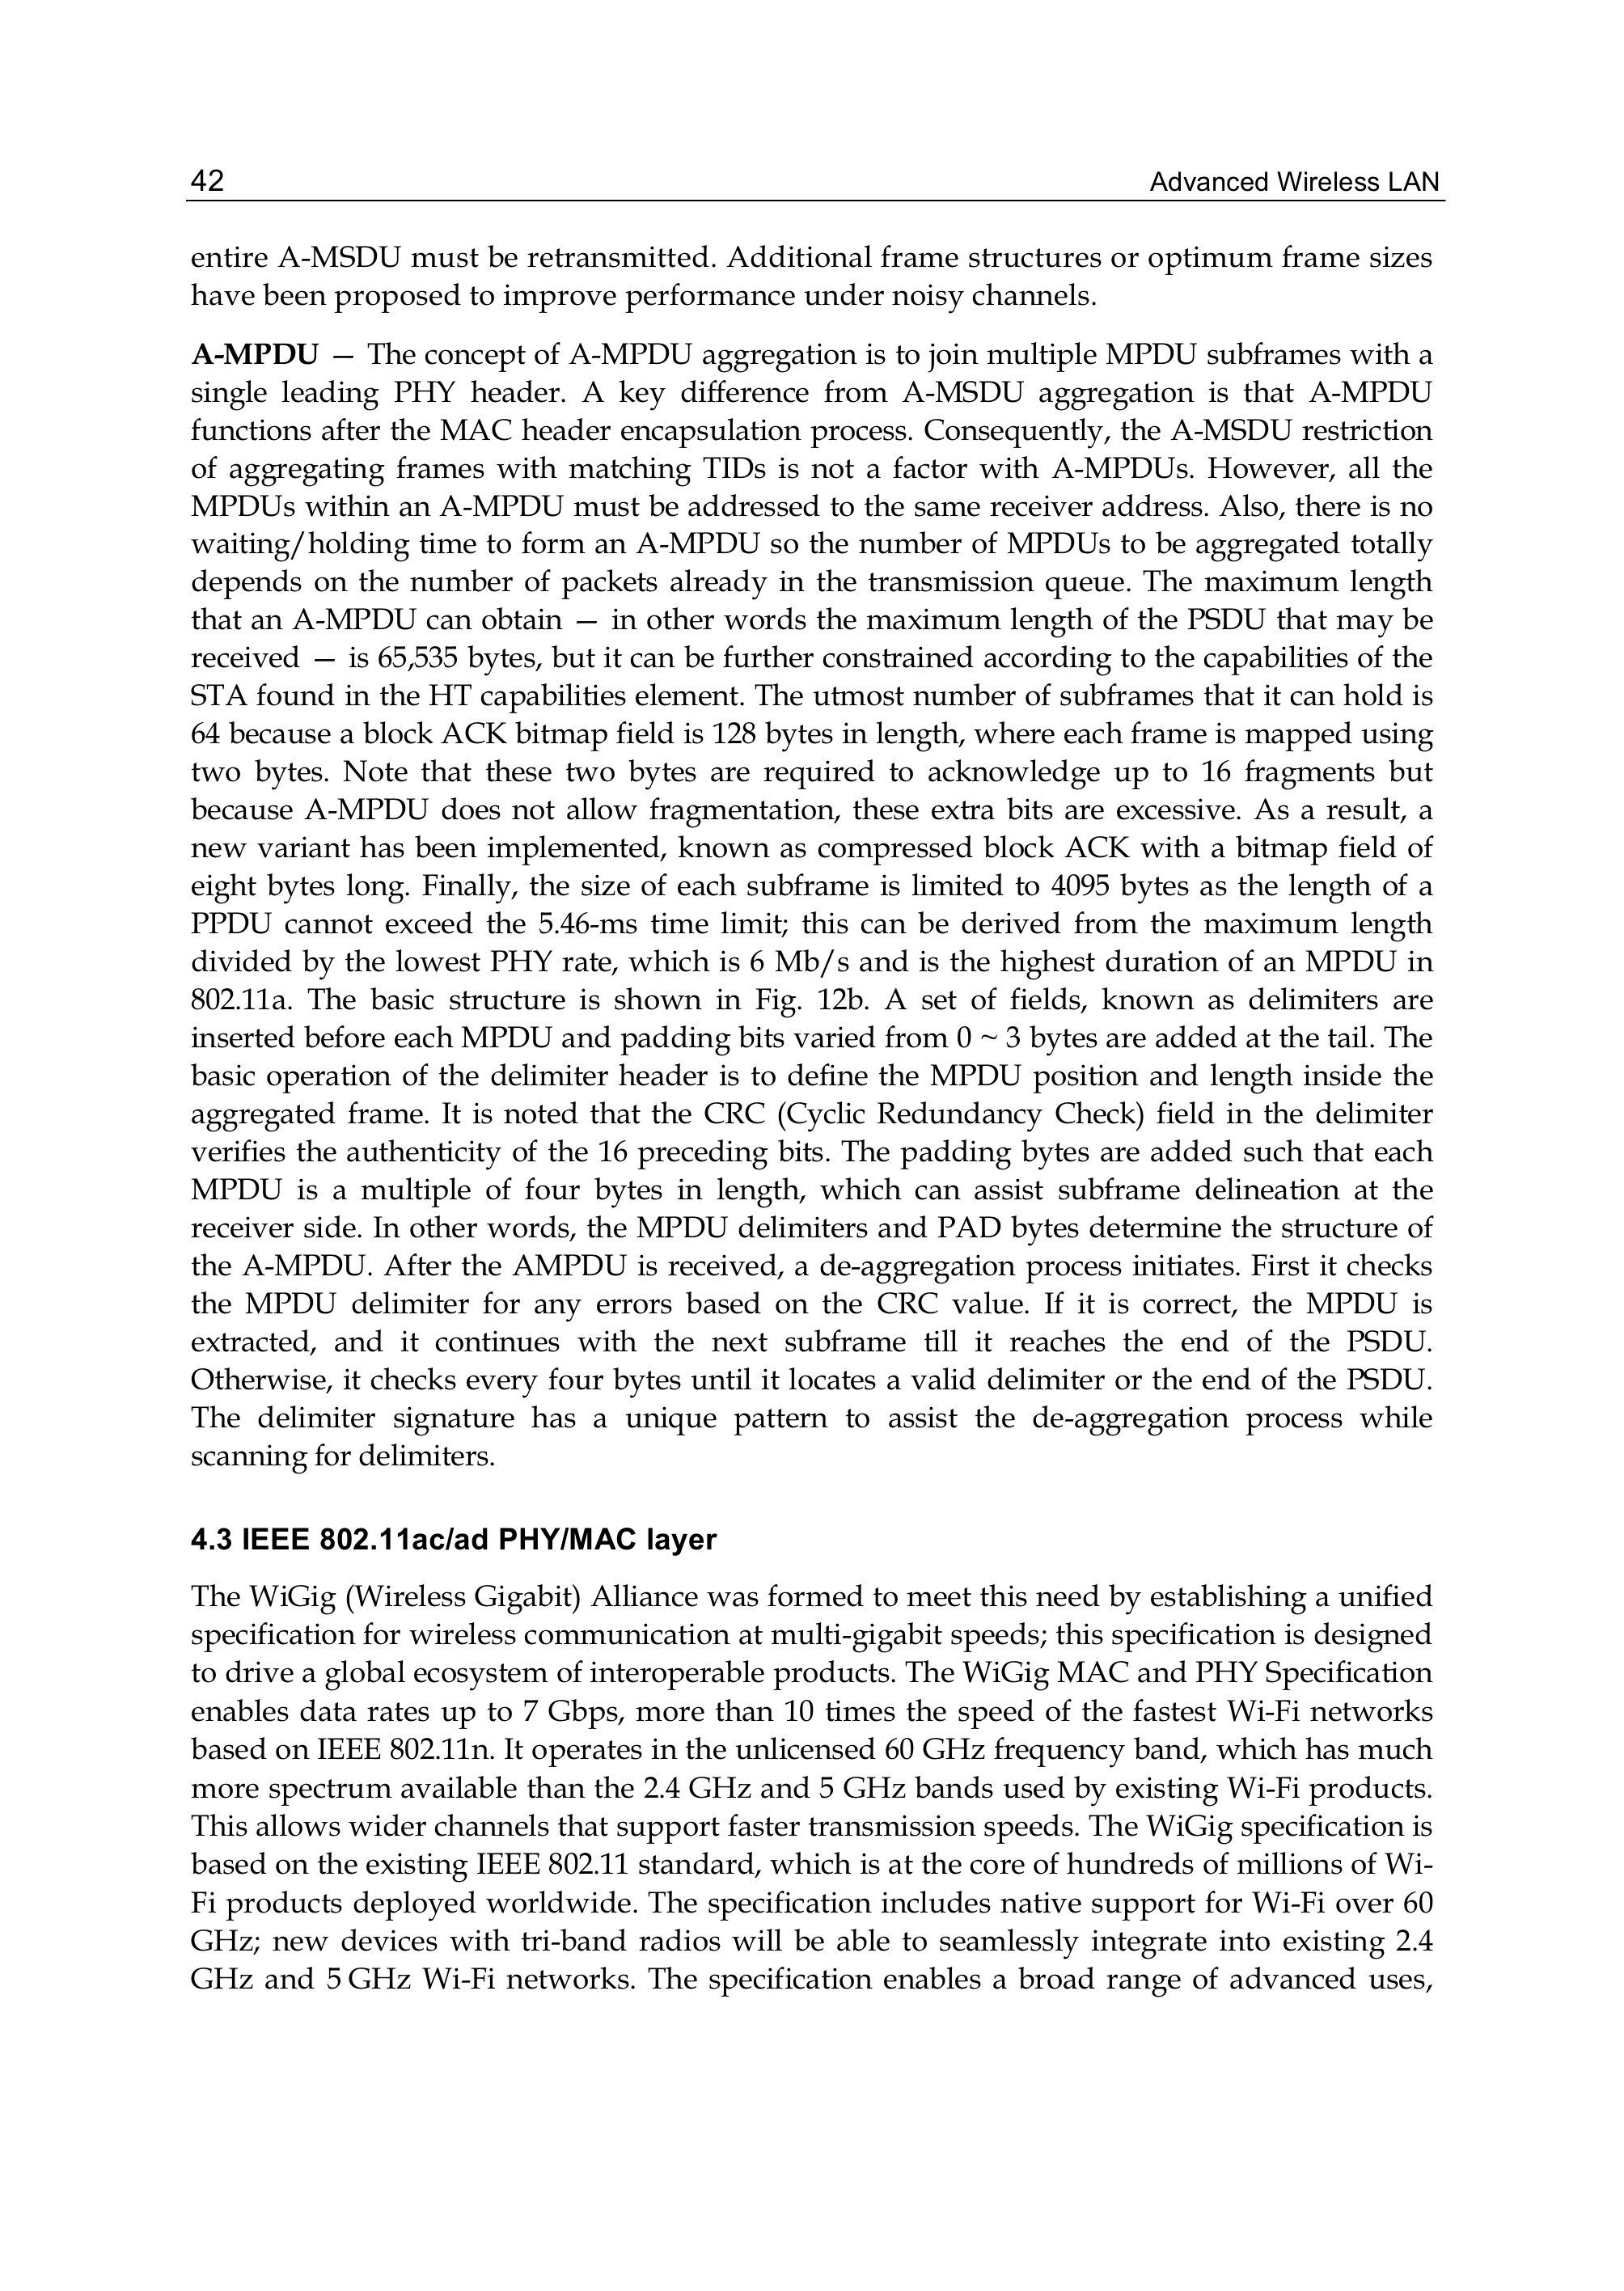 42
Advanced Wireless LAN
entire A-MSDU must be retransmitted. Additional frame structures or optimum frame sizes
have been proposed to improve performance under noisy channels.
A-MPDU — The concept of A-MPDU aggregation is to join multiple MPDU subframes with a
single leading PHY header. A key difference from A-MSDU aggregation is that A-MPDU
functions after the MAC header encapsulation process. Consequently, the A-MSDU restriction
of aggregating frames with matching TIDs is not a factor with A-MPDUs. However, all the
MPDUs within an A-MPDU must be addressed to the same receiver address. Also, there is no
waiting/holding time to form an A-MPDU so the number of MPDUs to be aggregated totally
depends on the number of packets already in the transmission queue. The maximum length
that an A-MPDU can obtain — in other words the maximum length of the PSDU that may be
received — is 65,535 bytes, but it can be further constrained according to the capabilities of the
STA found in the HT capabilities element. The utmost number of subframes that it can hold is
64 because a block ACK bitmap field is 128 bytes in length, where each frame is mapped using
two bytes. Note that these two bytes are required to acknowledge up to 16 fragments but
because A-MPDU does not allow fragmentation, these extra bits are excessive. As a result, a
new variant has been implemented, known as compressed block ACK with a bitmap field of
eight bytes long. Finally, the size of each subframe is limited to 4095 bytes as the length of a
PPDU cannot exceed the 5.46-ms time limit; this can be derived from the maximum length
divided by the lowest PHY rate, which is 6 Mb/s and is the highest duration of an MPDU in
802.11a. The basic structure is shown in Fig. 12b. A set of fields, known as delimiters are
inserted before each MPDU and padding bits varied from 0 ~ 3 bytes are added at the tail. The
basic operation of the delimiter header is to define the MPDU position and length inside the
aggregated frame. It is noted that the CRC (Cyclic Redundancy Check) field in the delimiter
verifies the authenticity of the 16 preceding bits. The padding bytes are added such that each
MPDU is a multiple of four bytes in length, which can assist subframe delineation at the
receiver side. In other words, the MPDU delimiters and PAD bytes determine the structure of
the A-MPDU. After the AMPDU is received, a de-aggregation process initiates. First it checks
the MPDU delimiter for any errors based on the CRC value. If it is correct, the MPDU is
extracted, and it continues with the next subframe till it reaches the end of the PSDU.
Otherwise, it checks every four bytes until it locates a valid delimiter or the end of the PSDU.
The delimiter signature has a unique pattern to assist the de-aggregation process while
scanning for delimiters.
4.3 IEEE 802.11ac/ad PHY/MAC layer
The WiGig (Wireless Gigabit) Alliance was formed to meet this need by establishing a unified
specification for wireless communication at multi-gigabit speeds; this specification is designed
to drive a global ecosystem of interoperable products. The WiGig MAC and PHY Specification
enables data rates up to 7 Gbps, more than 10 times the speed of the fastest Wi-Fi networks
based on IEEE 802.11n. It operates in the unlicensed 60 GHz frequency band, which has much
more spectrum available than the 2.4 GHz and 5 GHz bands used by existing Wi-Fi products.
This allows wider channels that support faster transmission speeds. The WiGig specification is
based on the existing IEEE 802.11 standard, which is at the core of hundreds of millions of Wi-
Fi products deployed worldwide. The specification includes native support for Wi-Fi over 60
GHz; new devices with tri-band radios will be able to seamlessly integrate into existing 2.4
GHz and 5 GHz Wi-Fi networks. The specification enables a broad range of advanced uses,